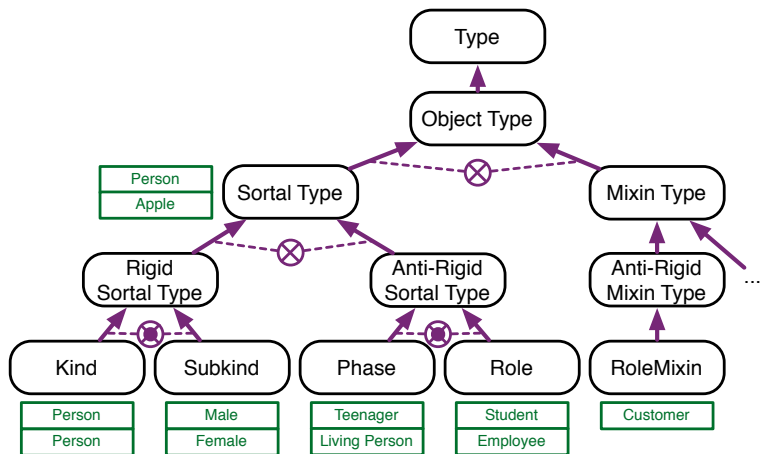 Type
Object Type
Person
Apple
Sortal Type
Mixin Type
Rigid
Sortal Type
Anti-Rigid
Sortal Type
Anti-Rigid
Mixin Type
...
Kind
Subkind
Phase
Role
RoleMixin
Person
Person
Male
Female
Teenager
Living Person
Student
Employee
Customer